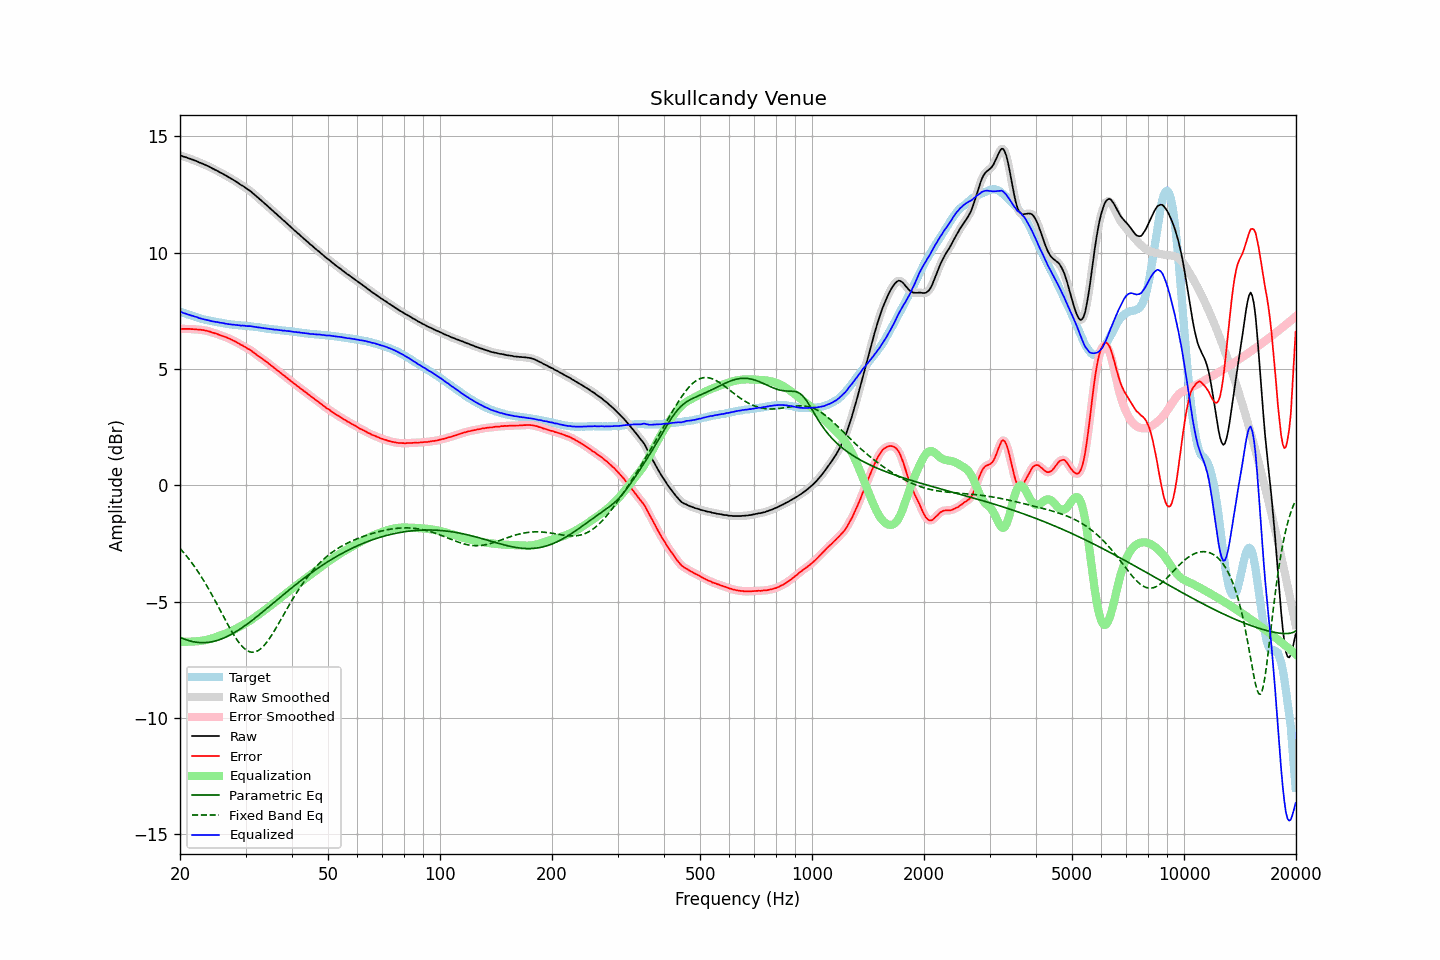 Skullcandy Venue
15
10
5
0
−5
−10
−15
Amplitude (dBr)
Target
Raw Smoothed
Error Smoothed
Raw
Error
Equalization
Parametric Eq
Fixed Band Eq
Equalized
20 50 100 200 500 1000 2000 5000 10000 20000
Frequency (Hz)